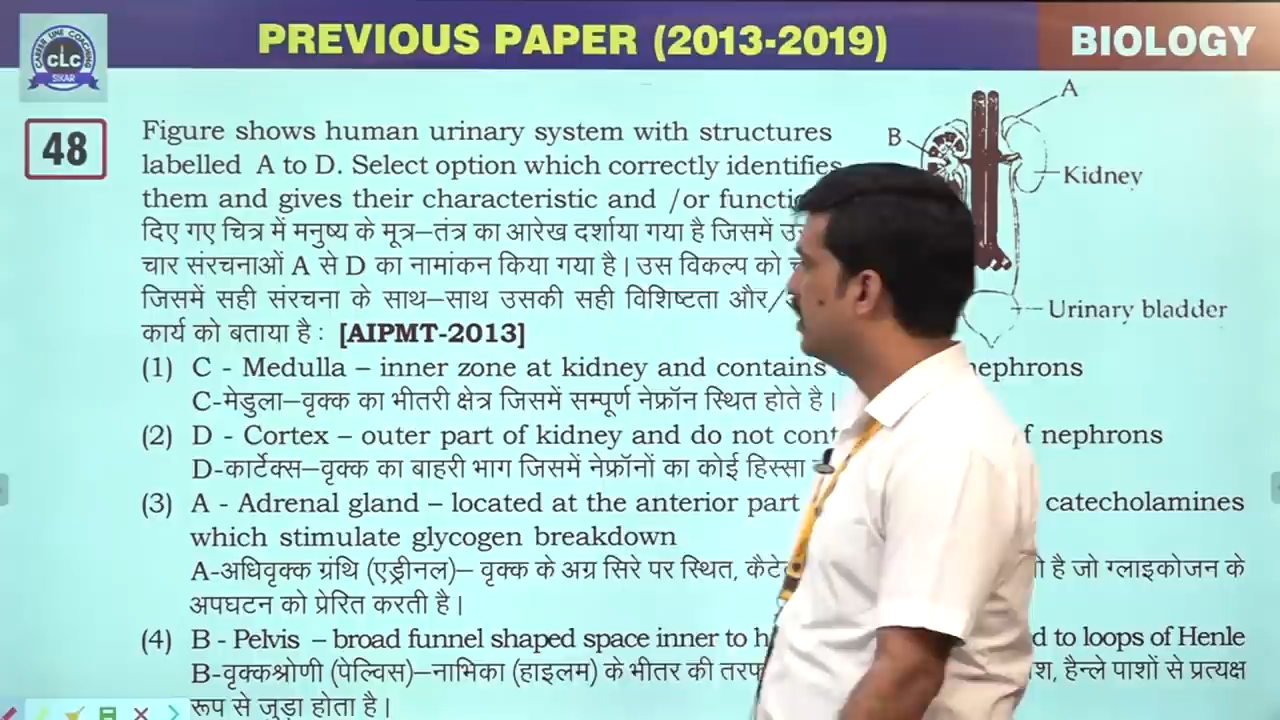 PREVIOUS PAPER (2013-2019)
BIOLOGY
CAREER LINE COACHING
CLC
SIKAR
48
Figure shows human urinary system with structures
labelled A to D. Select option which correctly identifies
them and gives their characteristic and /or
दिए गए चित्र में मनुष्य के मूत्र–तंत्र का आरेख दर्शाया गया है जिसमें
चार संरचनाओं A से D का नामांकन किया गया है। उस विकल्प को
जिसमें सही संरचना के साथ–साथ उसकी सही विशिष्टता और/
कार्य को बताया है : [AIPMT-2013]
A
B
Kidney
Urinary bladder
(1) C - Medulla – inner zone at kidney and contains nephrons
C-मेडुला–वृक्क का भीतरी क्षेत्र जिसमें सम्पूर्ण नेफ्रॉन स्थित होते है।
(2) D - Cortex – outer part of kidney and do not nephrons
D-कार्टेक्स–वृक्क का बाहरी भाग जिसमें नेफ्रॉनों का कोई हिस्सा
(3) A - Adrenal gland – located at the anterior part catecholamines
which stimulate glycogen breakdown
A-अधिवृक्क ग्रंथि (एड्रीनल)– वृक्क के अग्र सिरे पर स्थित, है जो ग्लाइकोजन के
अपघटन को प्रेरित करती है।
(4) B - Pelvis – broad funnel shaped space inner to to loops of Henle
B-वृक्कश्रोणी (पेल्विस)–नाभिका (हाइलम) के भीतर की हैन्ले पाशों से प्रत्यक्ष
रूप से जुड़ा होता है।